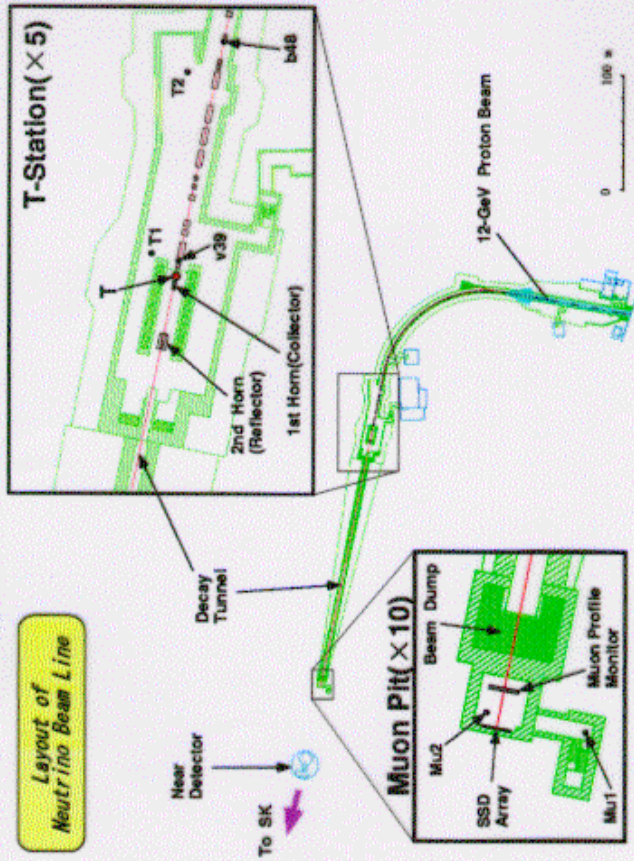 Layout of
Neutrino Beam Line
T-Station(×5)
T2
b48
T1
T
v39
2nd Horn
(Reflector)
1st Horn(Collector)
Decay
Tunnel
12-GeV Proton Beam
0 100 m
Near
Detector
To SK
Muon Pit(×10)
Beam Dump
Mu2
SSD
Array
Muon Profile
Monitor
Mu1